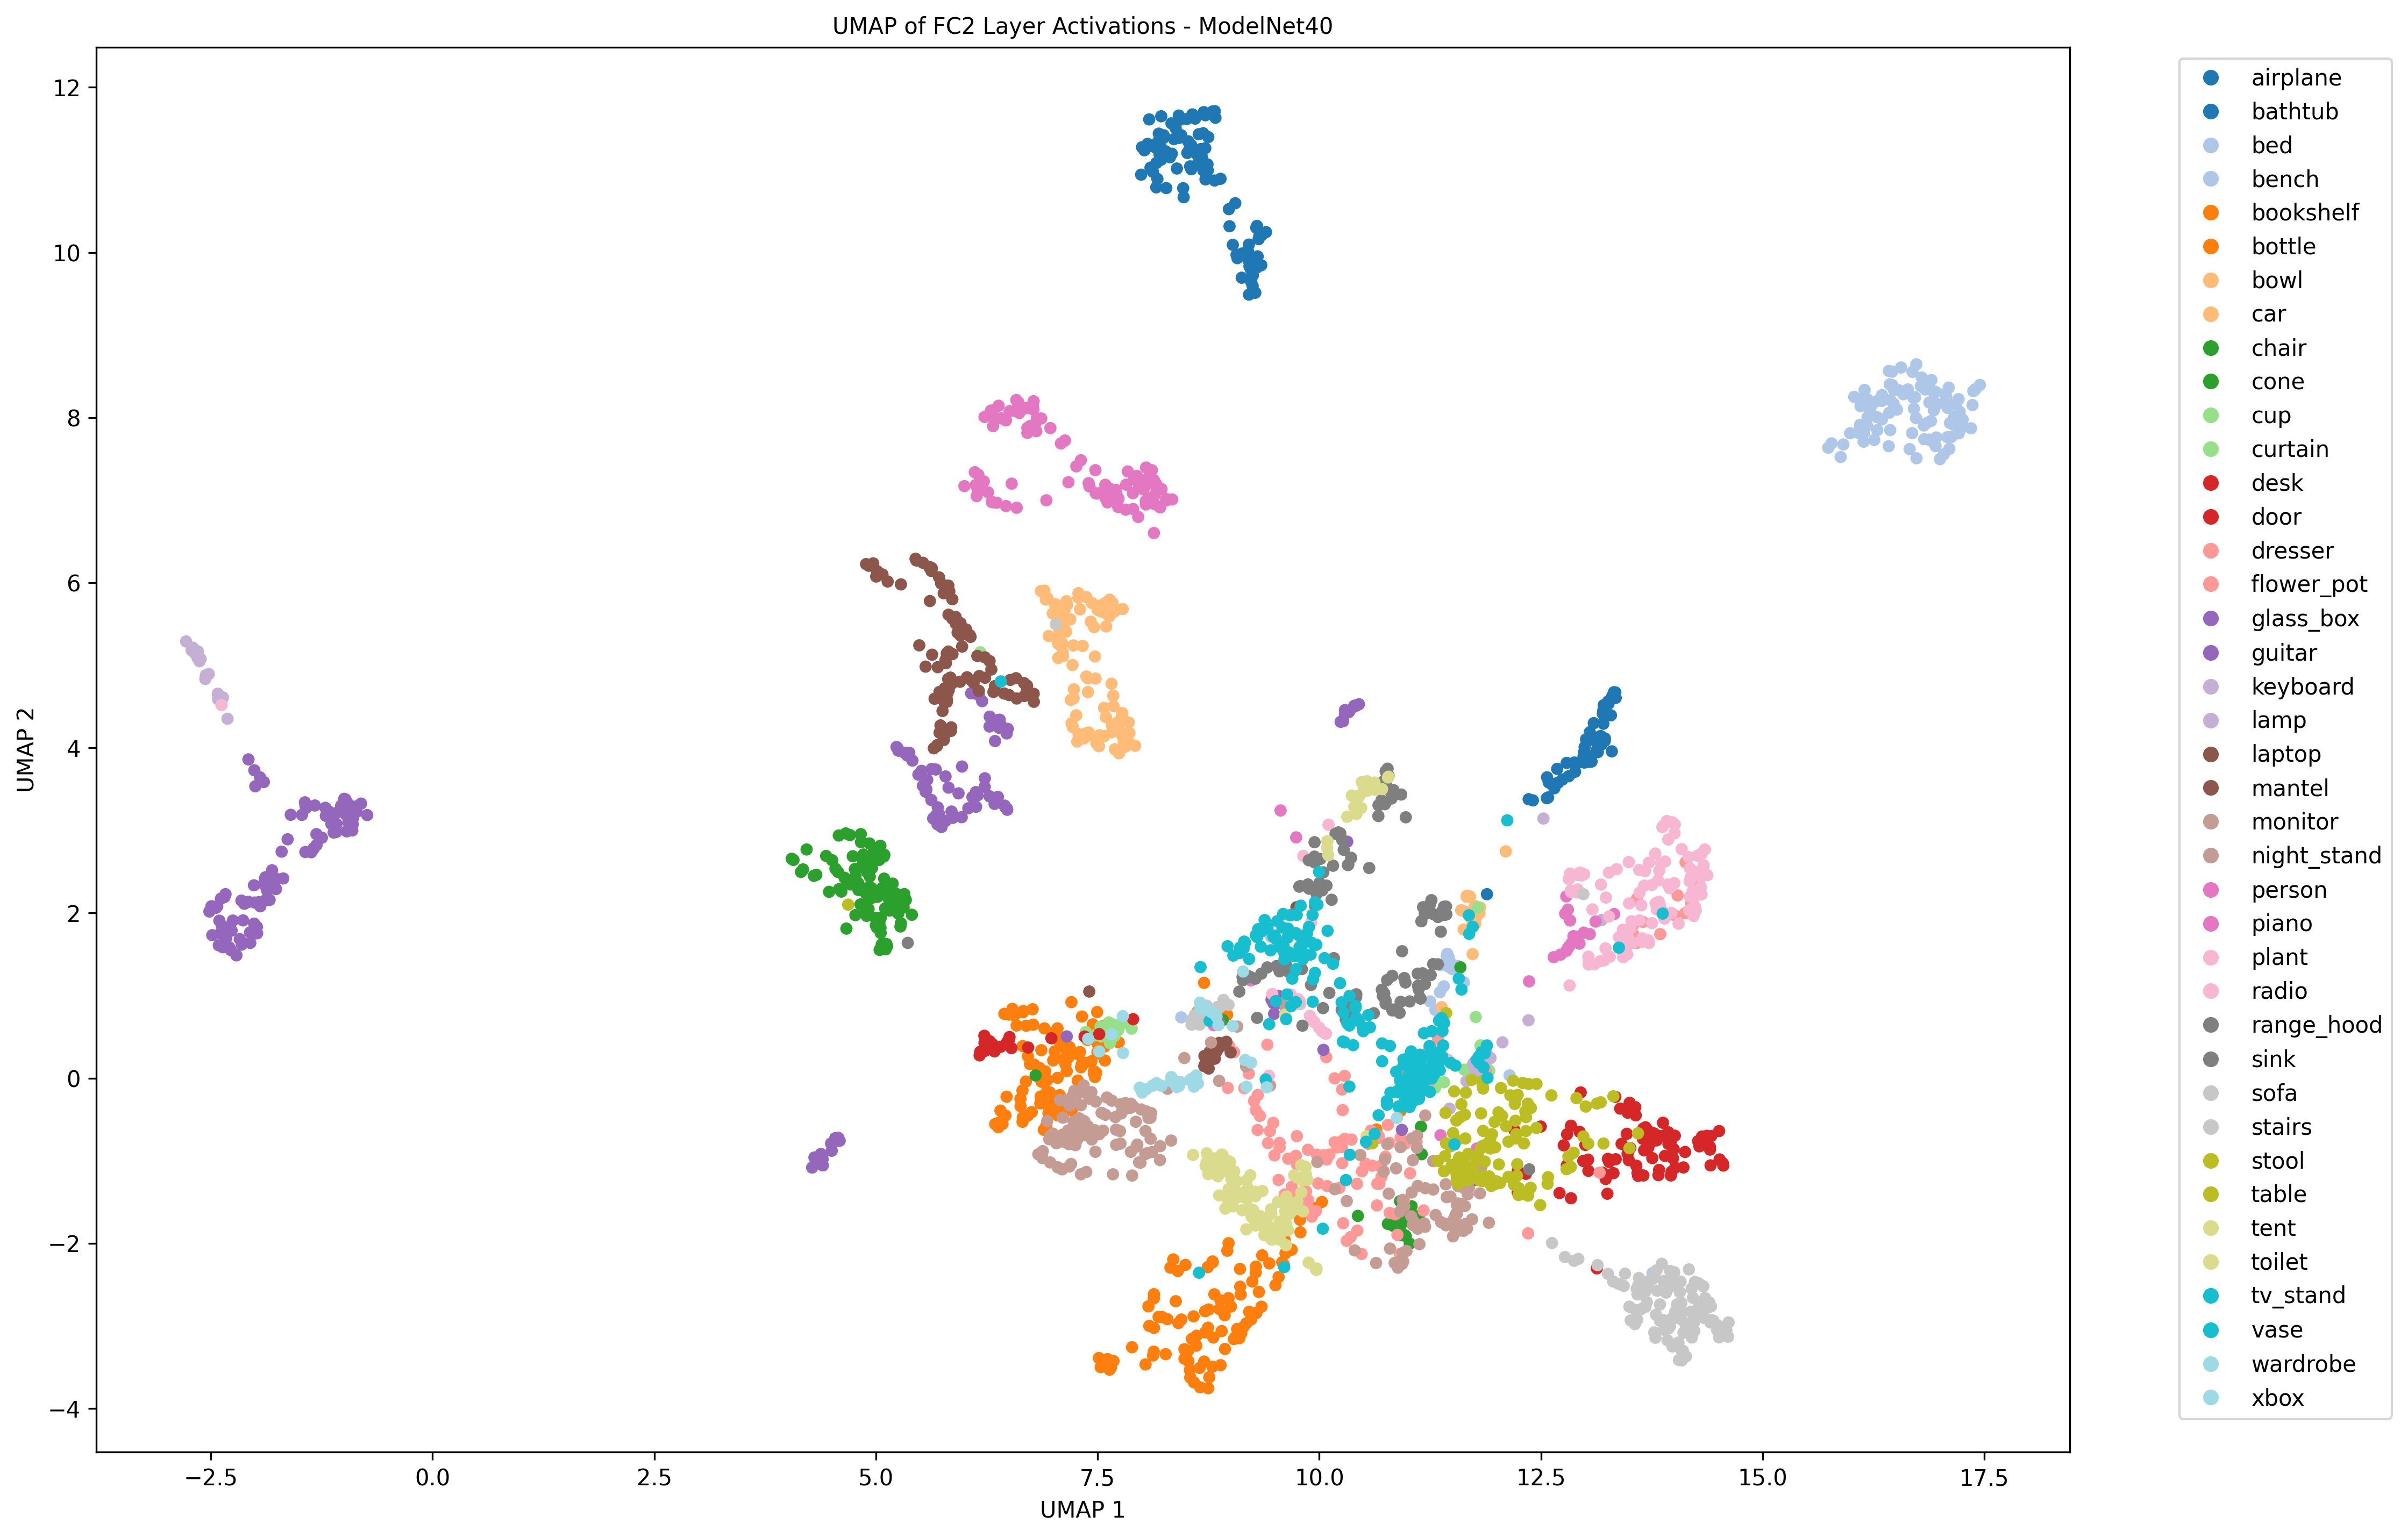 UMAP of FC2 Layer Activations - ModelNet40
12
10
8
6
4
2
0
−2
−4
UMAP 2
−2.5
0.0
2.5
5.0
7.5
10.0
12.5
15.0
17.5
UMAP 1
airplane
bathtub
bed
bench
bookshelf
bottle
bowl
car
chair
cone
cup
curtain
desk
door
dresser
flower_pot
glass_box
guitar
keyboard
lamp
laptop
mantel
monitor
night_stand
person
piano
plant
radio
range_hood
sink
sofa
stairs
stool
table
tent
toilet
tv_stand
vase
wardrobe
xbox